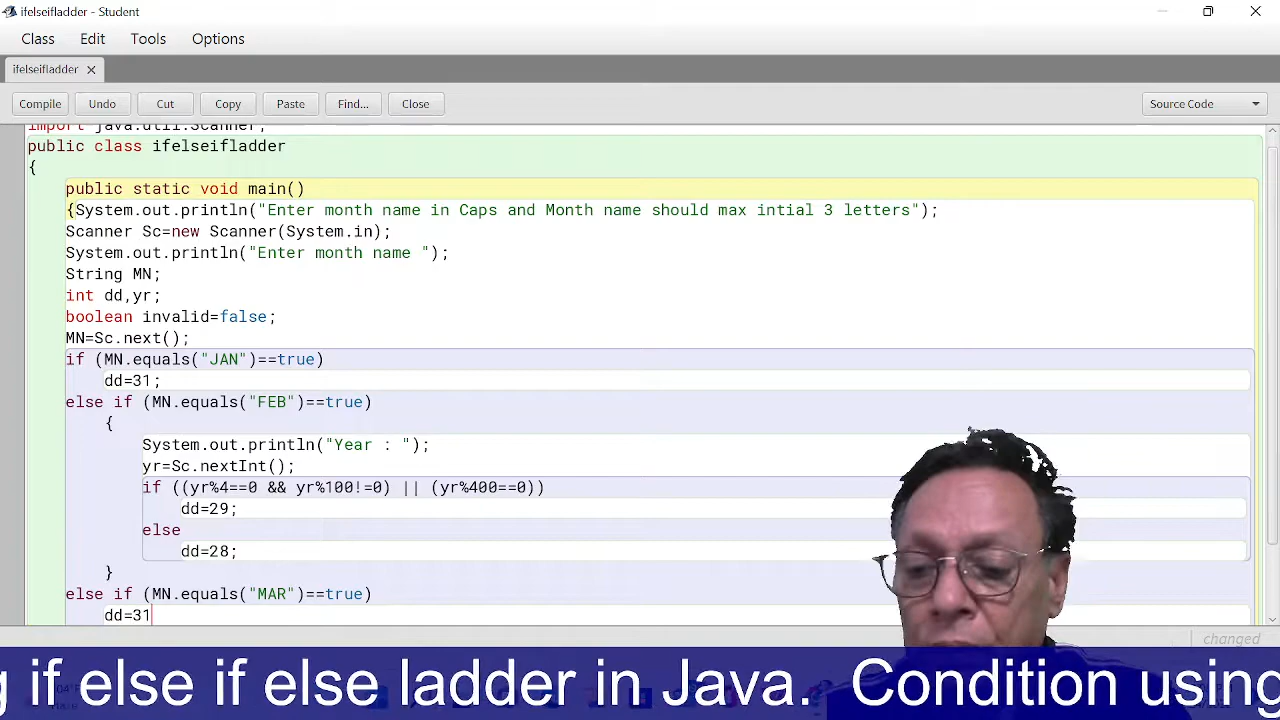 ifelseifladder - Student
Class Edit Tools Options
ifelseifladder
Compile Undo Cut Copy Paste Find... Close Source Code
import java.util.Scanner;
public class ifelseifladder
{
public static void main()
{System.out.println("Enter month name in Caps and Month name should max intial 3 letters");
Scanner Sc=new Scanner(System.in);
System.out.println("Enter month name ");
String MN;
int dd,yr;
boolean invalid=false;
MN=Sc.next();
if (MN.equals("JAN")==true)
dd=31;
else if (MN.equals("FEB")==true)
{
System.out.println("Year : ");
yr=Sc.nextInt();
if ((yr%4==0 && yr%100!=0) || (yr%400==0))
dd=29;
else
dd=28;
}
else if (MN.equals("MAR")==true)
dd=31
changed
g if else if else ladder in Java. Condition using